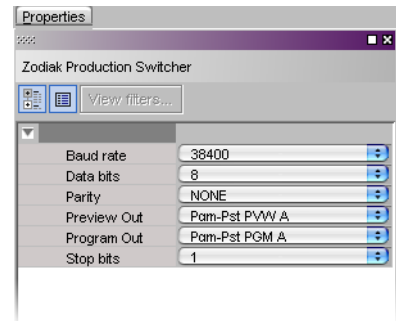 Properties
Zodiak Production Switcher
View filters...
Baud rate 38400
Data bits 8
Parity NONE
Preview Out Pgm-Pst PVW A
Program Out Pgm-Pst PGM A
Stop bits 1